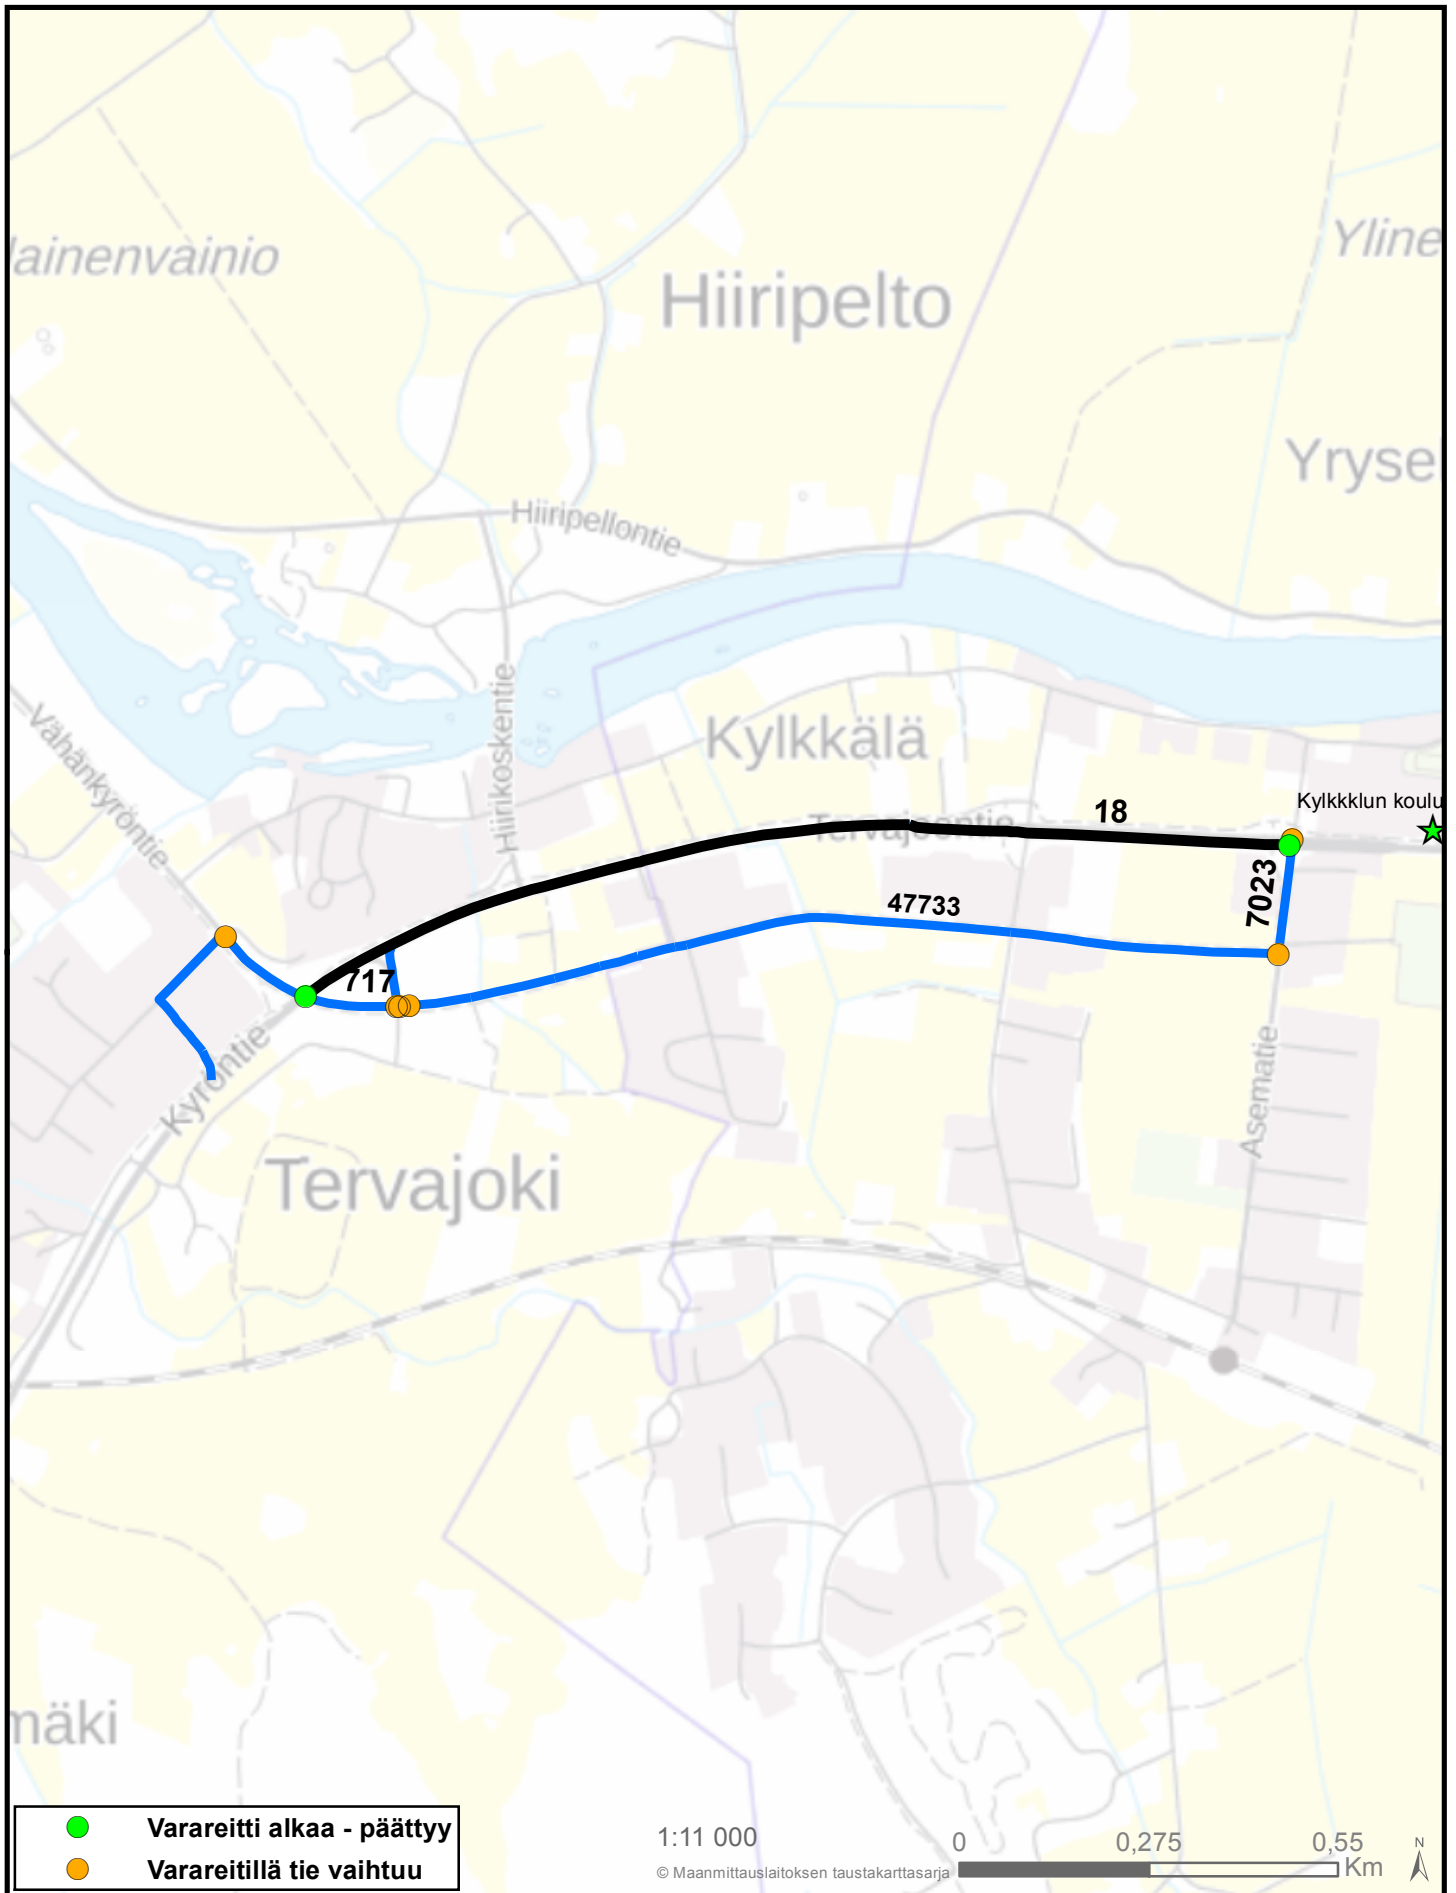 lainenvainio
Yline
Hiiripelto
Yrysel
Hiiripellontie
Vähänkyröntie
Hiirikoskentie
Kylkkälä
Tervajoentie
18
Kylkkklun koulu
7023
47733
717
Kyröntie
Asematie
Tervajoki
mäki
Varareitti alkaa - päättyy
Varareitillä tie vaihtuu
1:11 000
© Maanmittauslaitoksen taustakarttasarja
0 0,275 0,55
Km
N